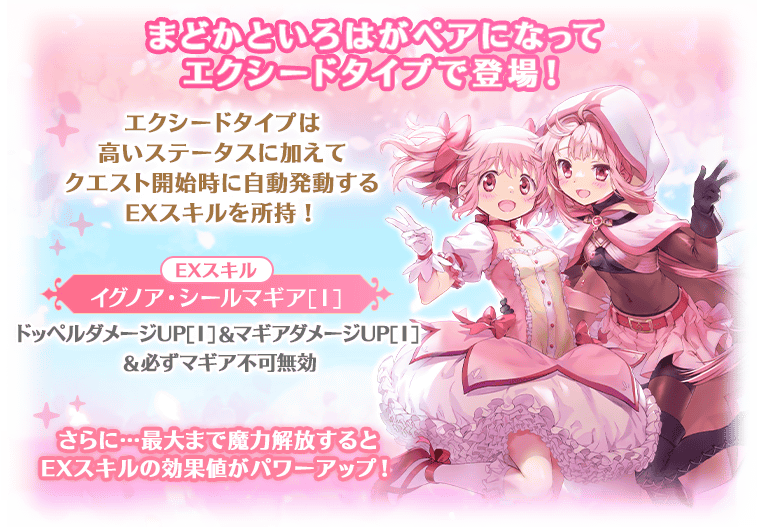 まどかといろはがペアになって
エクシードタイプで登場！
エクシードタイプは
高いステータスに加えて
クエスト開始時に自動発動する
EXスキルを所持！
EXスキル
イグノア・シールマギア[Ⅰ]
ドッペルダメージUP[Ⅰ]&マギアダメージUP[Ⅰ]
&必ずマギア不可無効
さらに…最大まで魔力解放すると
EXスキルの効果値がパワーアップ！